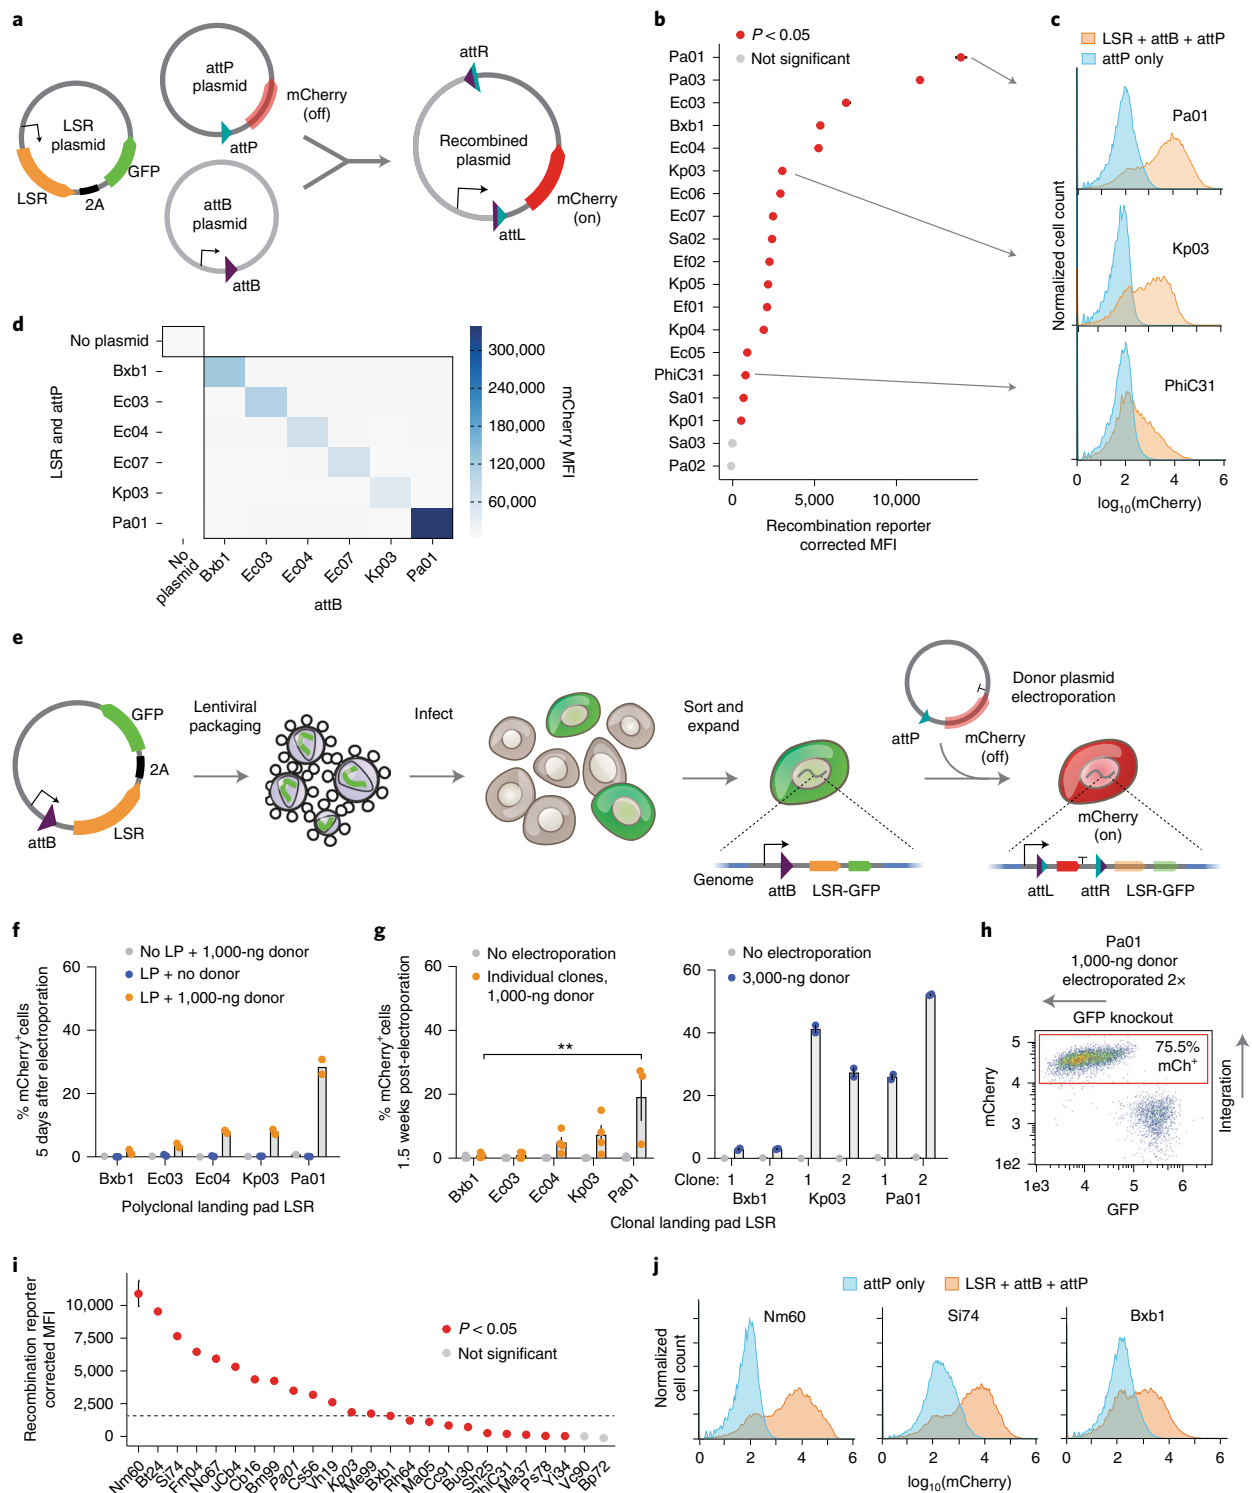 a
LSR
plasmid
LSR
2A
GFP
attP
plasmid
mCherry
(off)
attP
attB
plasmid
attB
attR
Recombined
plasmid
attL
mCherry
(on)
b
P < 0.05
Not significant
Pa01
Pa03
Ec03
Bxb1
Ec04
Kp03
Ec06
Ec07
Sa02
Ef02
Kp05
Ef01
Kp04
Ec05
PhiC31
Sa01
Kp01
Sa03
Pa02
0 5,000 10,000
Recombination reporter
corrected MFI
c
LSR + attB + attP
attP only
Pa01
Kp03
PhiC31
Normalized cell count
0 2 4 6
log10(mCherry)
d
LSR and attP
No plasmid
Bxb1
Ec03
Ec04
Ec07
Kp03
Pa01
No
plasmid
Bxb1
Ec03
Ec04
Ec07
Kp03
Pa01
attB
300,000
240,000
180,000
120,000
60,000
mCherry MFI
e
GFP
2A
LSR
attB
Lentiviral
packaging
Infect
Sort and
expand
attP
mCherry
(off)
Donor plasmid
electroporation
mCherry
(on)
Genome
attB
LSR-GFP
attL
attR
LSR-GFP
f
No LP + 1,000-ng donor
LP + no donor
LP + 1,000-ng donor
% mCherry+cells
5 days after electroporation
60
40
20
0
Bxb1 Ec03 Ec04 Kp03 Pa01
Polyclonal landing pad LSR
g
No electroporation
Individual clones,
1,000-ng donor
% mCherry+cells
1.5 weeks post-electroporation
60
40
20
0
**
Bxb1
Ec03
Ec04
Kp03
Pa01
No electroporation
3,000-ng donor
60
40
20
0
Clone: 1 2 1 2 1 2
Bxb1 Kp03 Pa01
Clonal landing pad LSR
h
Pa01
1,000-ng donor
electroporated 2×
GFP knockout
75.5%
mCh+
mCherry
5
4
3
1e2
1e3 4 5 6
GFP
Integration
i
Recombination reporter
corrected MFI
10,000
7,500
5,000
2,500
0
P < 0.05
Not significant
Nm60
Bt24
Si74
Fm04
No67
uCb4
Cb16
Bm99
Pa01
Cs56
Vh19
Kp03
Me99
Bxb1
Rh64
Ma05
Cc91
Bu30
Sh25
PhiC31
Ma37
Ps78
Yi34
Vc90
Bp72
j
attP only
LSR + attB + attP
Normalized
cell count
Nm60
Si74
Bxb1
0 2 4 6
0 2 4 6
0 2 4 6
log10(mCherry)